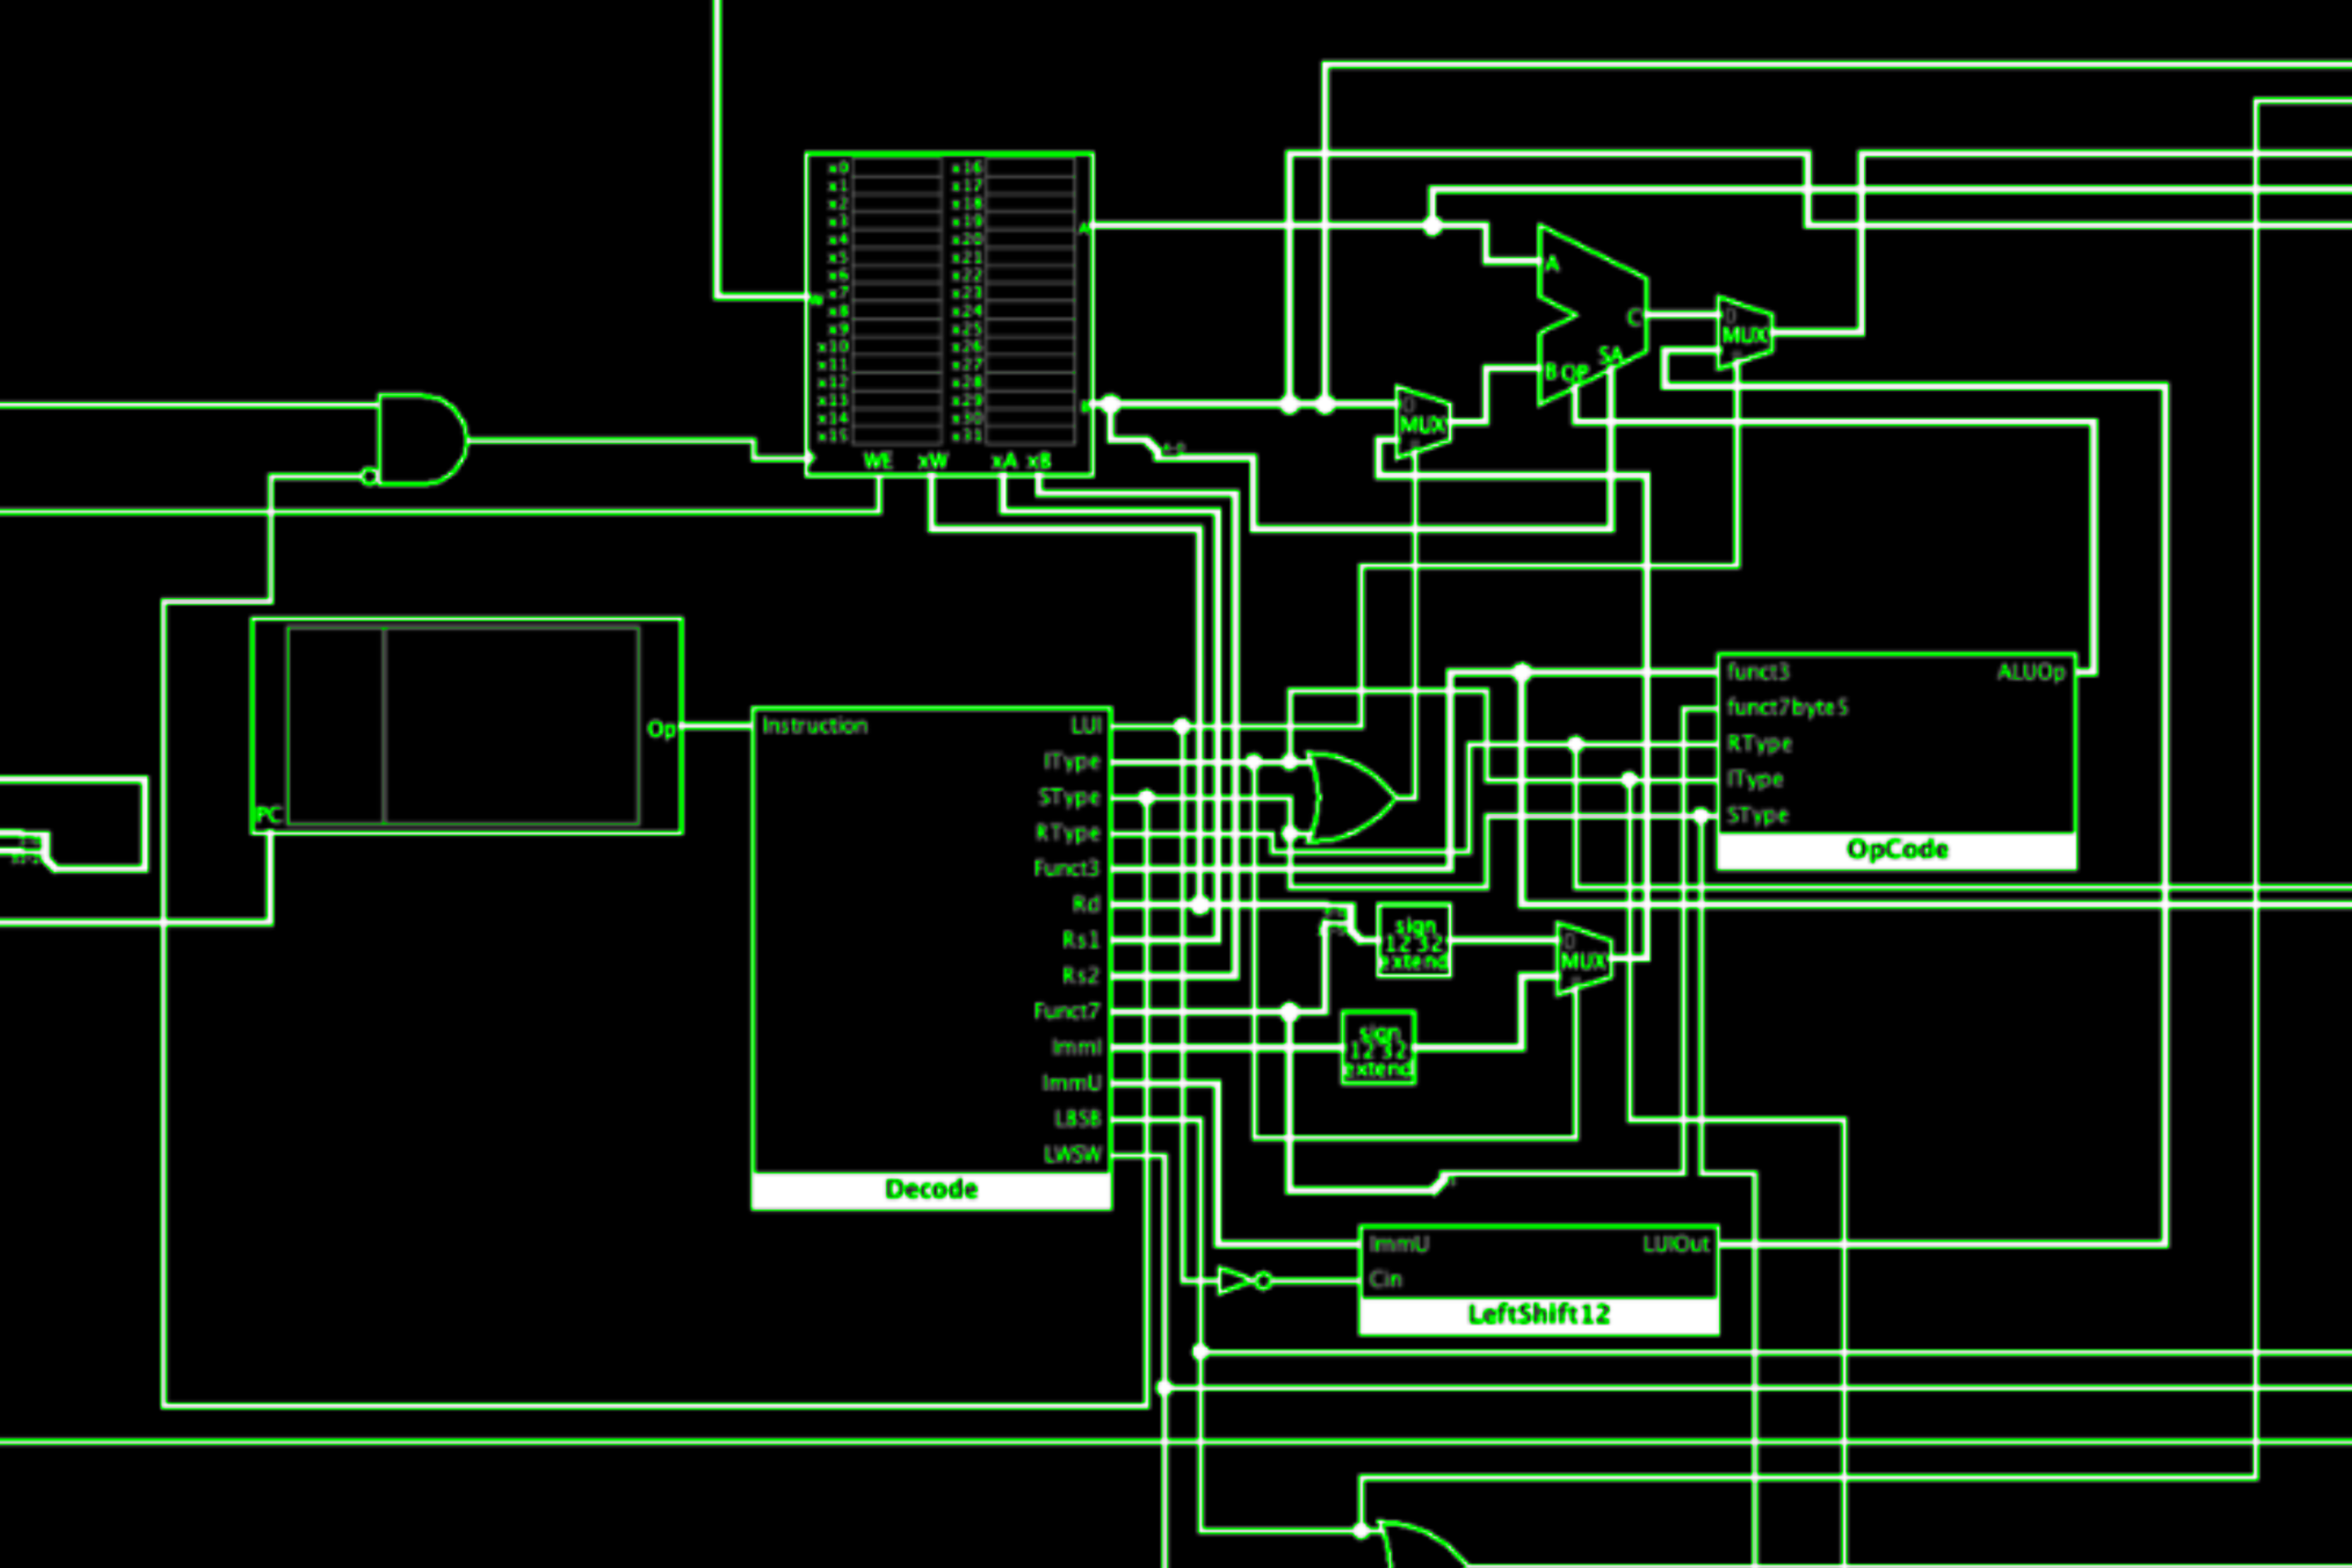 x0 x16
x1 x17
x2 x18
x3 x19
x4 x20
x5 x21
x6 x22
x7 x23
x8 x24
x9 x25
x10 x26
x11 x27
x12 x28
x13 x29
x14 x30
x15 x31
A
W
B
WE xW xA xB
A
B OP
SA
C
0
MUX
0
MUX
Op
PC
Instruction
LUI
IType
SType
RType
Funct3
Rd
Rs1
Rs2
Funct7
ImmI
ImmU
LBSB
LWSW
Decode
funct3 ALUOp
funct7byte5
RType
IType
SType
OpCode
sign
12 32
extend
0
MUX
sign
12 32
extend
ImmU LUIOut
Cin
LeftShift12